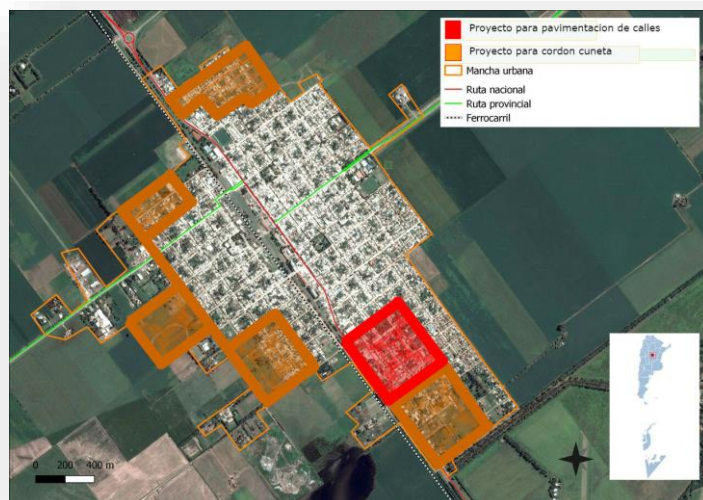 Proyecto para pavimentacion de calles
Proyecto para cordon cuneta
Mancha urbana
Ruta nacional
Ruta provincial
Ferrocarril
0 200 400 m